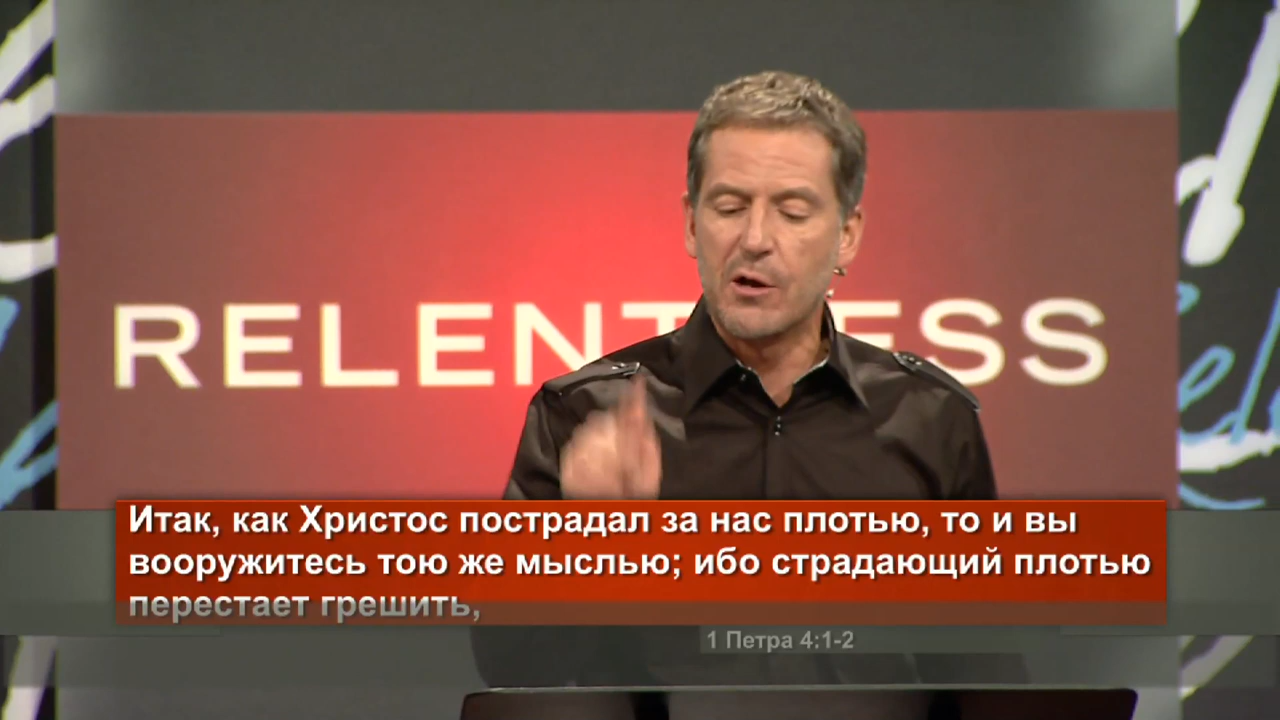 RELENTLESS
Итак, как Христос пострадал за нас плотью, то и вы
вооружитесь тою же мыслью; ибо страдающий плотью
перестает грешить,
1 Петра 4:1-2